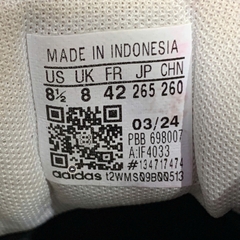 MADE IN INDONESIA
US UK FR JP CHN
8½ 8 42 265 260
03/24
PBB 698007
A:IF4033
#134717474
adidas t2WMS09B00513